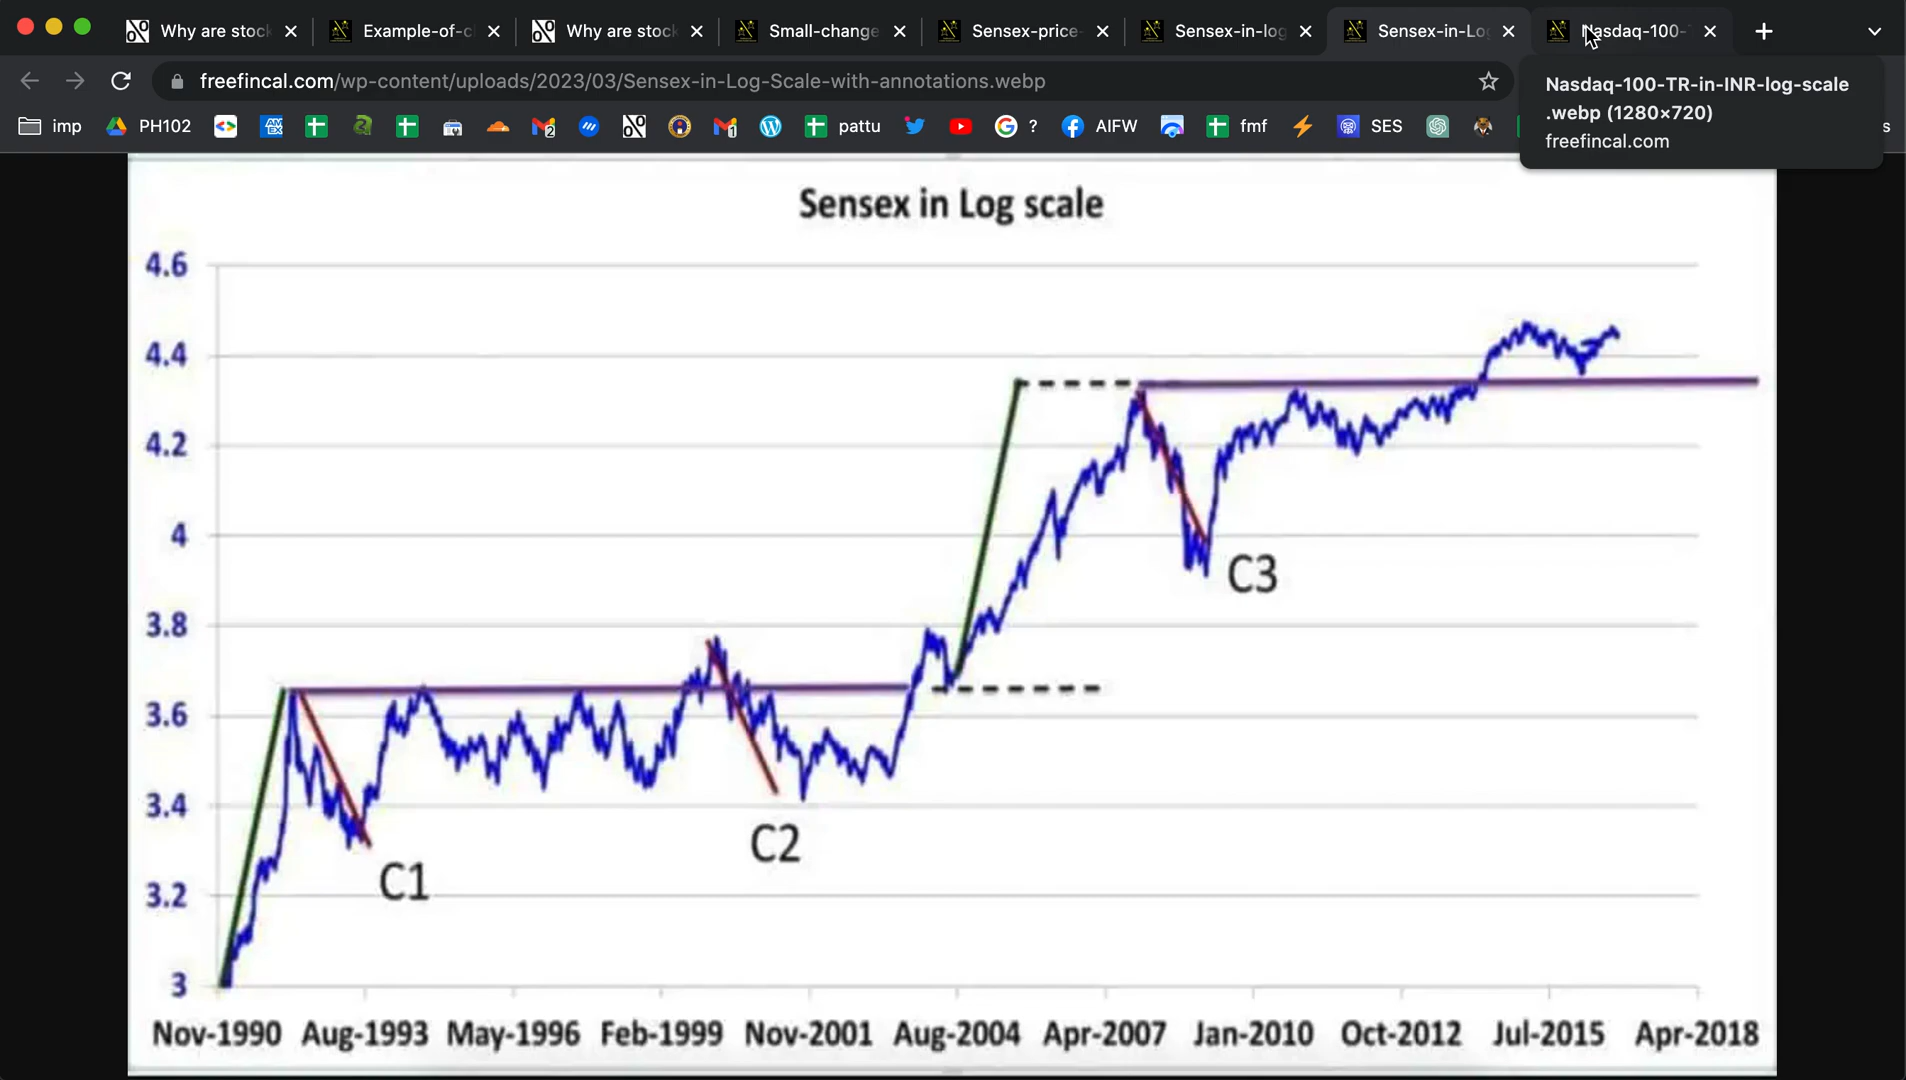 Why are stock
Example-of-c
Why are stock
Small-change
Sensex-price-
Sensex-in-log
Sensex-in-Lo
Nasdaq-100-T
freefincal.com/wp-content/uploads/2023/03/Sensex-in-Log-Scale-with-annotations.webp
Nasdaq-100-TR-in-INR-log-scale
.webp (1280×720)
freefincal.com
imp
PH102
AMEX
2
1
pattu
?
AIFW
fmf
SES
s
Sensex in Log scale
4.6
4.4
4.2
4
3.8
3.6
3.4
3.2
3
C1
C2
C3
Nov-1990 Aug-1993 May-1996 Feb-1999 Nov-2001 Aug-2004 Apr-2007 Jan-2010 Oct-2012 Jul-2015 Apr-2018